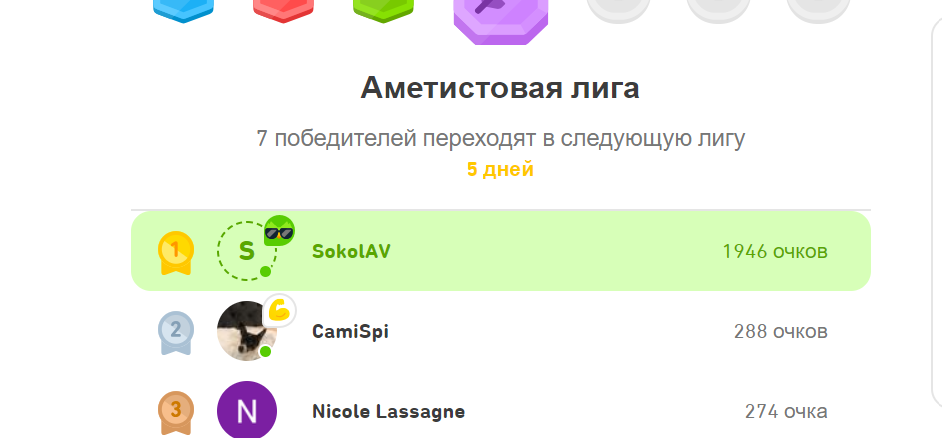 Аметистовая лига
7 победителей переходят в следующую лигу
5 дней
1 S SokolAV 1946 очков
2 CamiSpi 288 очков
3 N Nicole Lassagne 274 очка